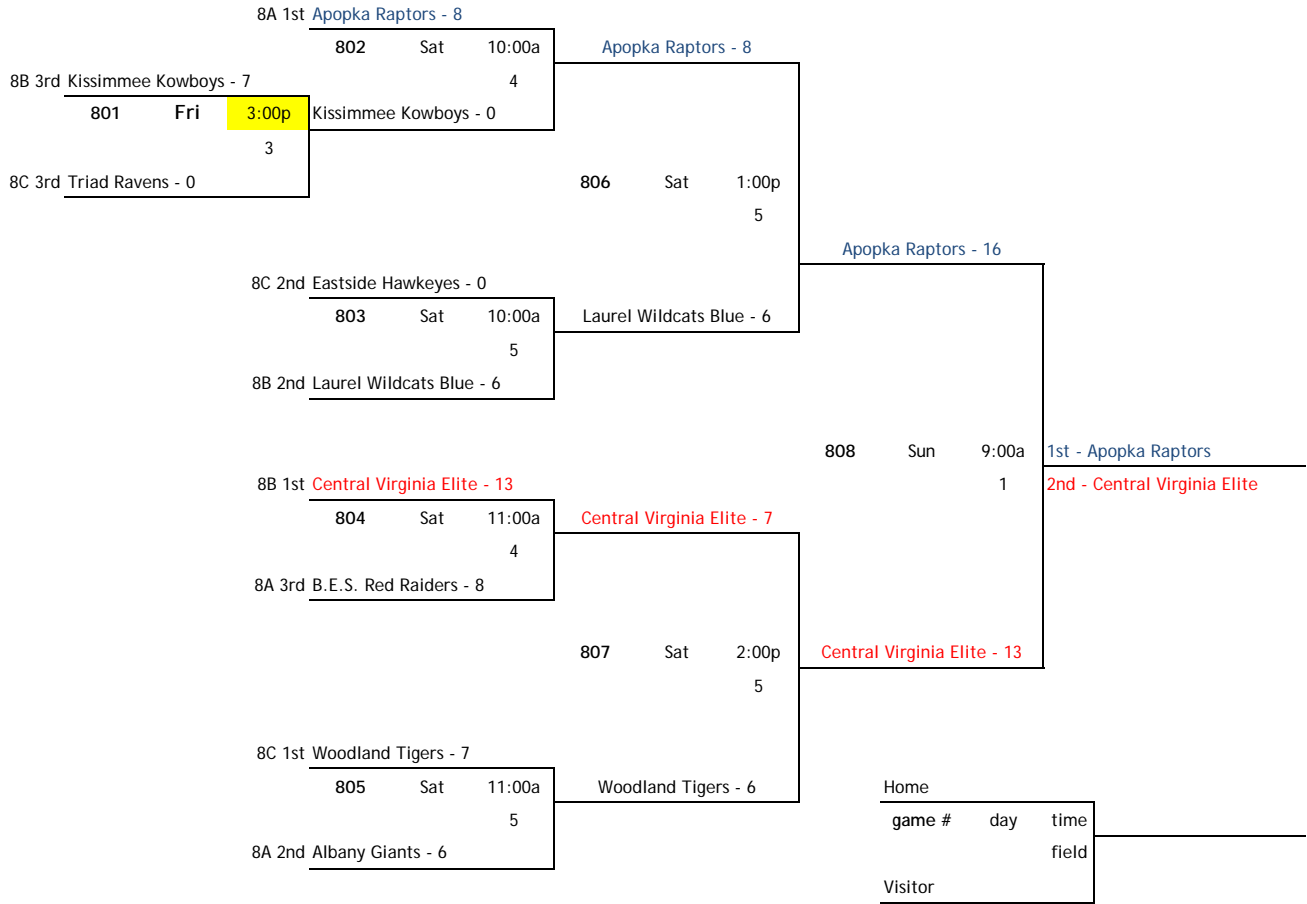 8A 1st Apopka Raptors - 8
802 Sat 10:00a Apopka Raptors - 8
8B 3rd Kissimmee Kowboys - 7 4
801 Fri 3:00p Kissimmee Kowboys - 0
3
8C 3rd Triad Ravens - 0 806 Sat 1:00p
5
Apopka Raptors - 16
8C 2nd Eastside Hawkeyes - 0
803 Sat 10:00a Laurel Wildcats Blue - 6
5
8B 2nd Laurel Wildcats Blue - 6
808 Sun 9:00a 1st - Apopka Raptors
8B 1st Central Virginia Elite - 13 1 2nd - Central Virginia Elite
804 Sat 11:00a Central Virginia Elite - 7
4
8A 3rd B.E.S. Red Raiders - 8
807 Sat 2:00p Central Virginia Elite - 13
5
8C 1st Woodland Tigers - 7
805 Sat 11:00a Woodland Tigers - 6 Home
5 game # day time
8A 2nd Albany Giants - 6 field
Visitor